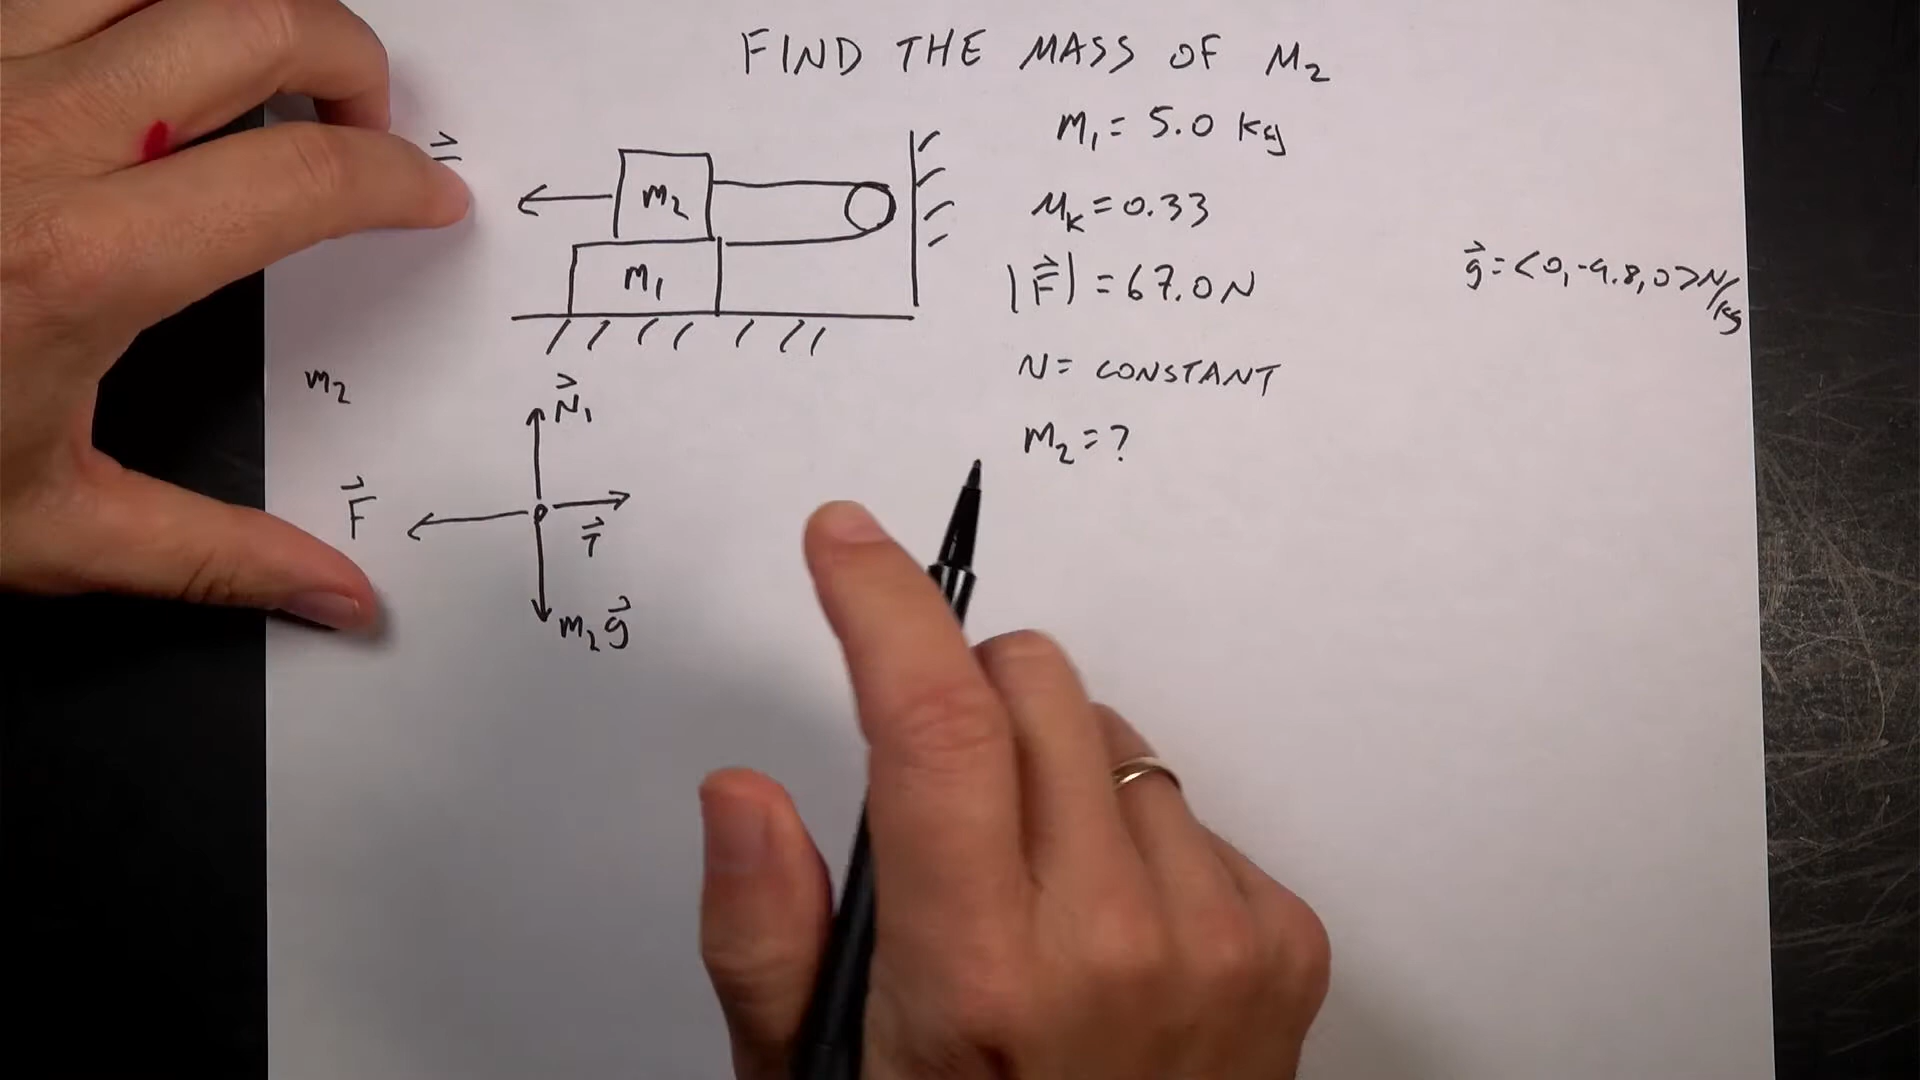 FIND THE MASS OF M₂
m₁ = 5.0 kg
μₖ = 0.33
|F⃗| = 67.0 N
N = CONSTANT
m₂ = ?
g⃗ = <0, -9.8, 0> N/kg
m₂
m₁
m₂
N⃗₁
F⃗
T⃗
m₂g⃗